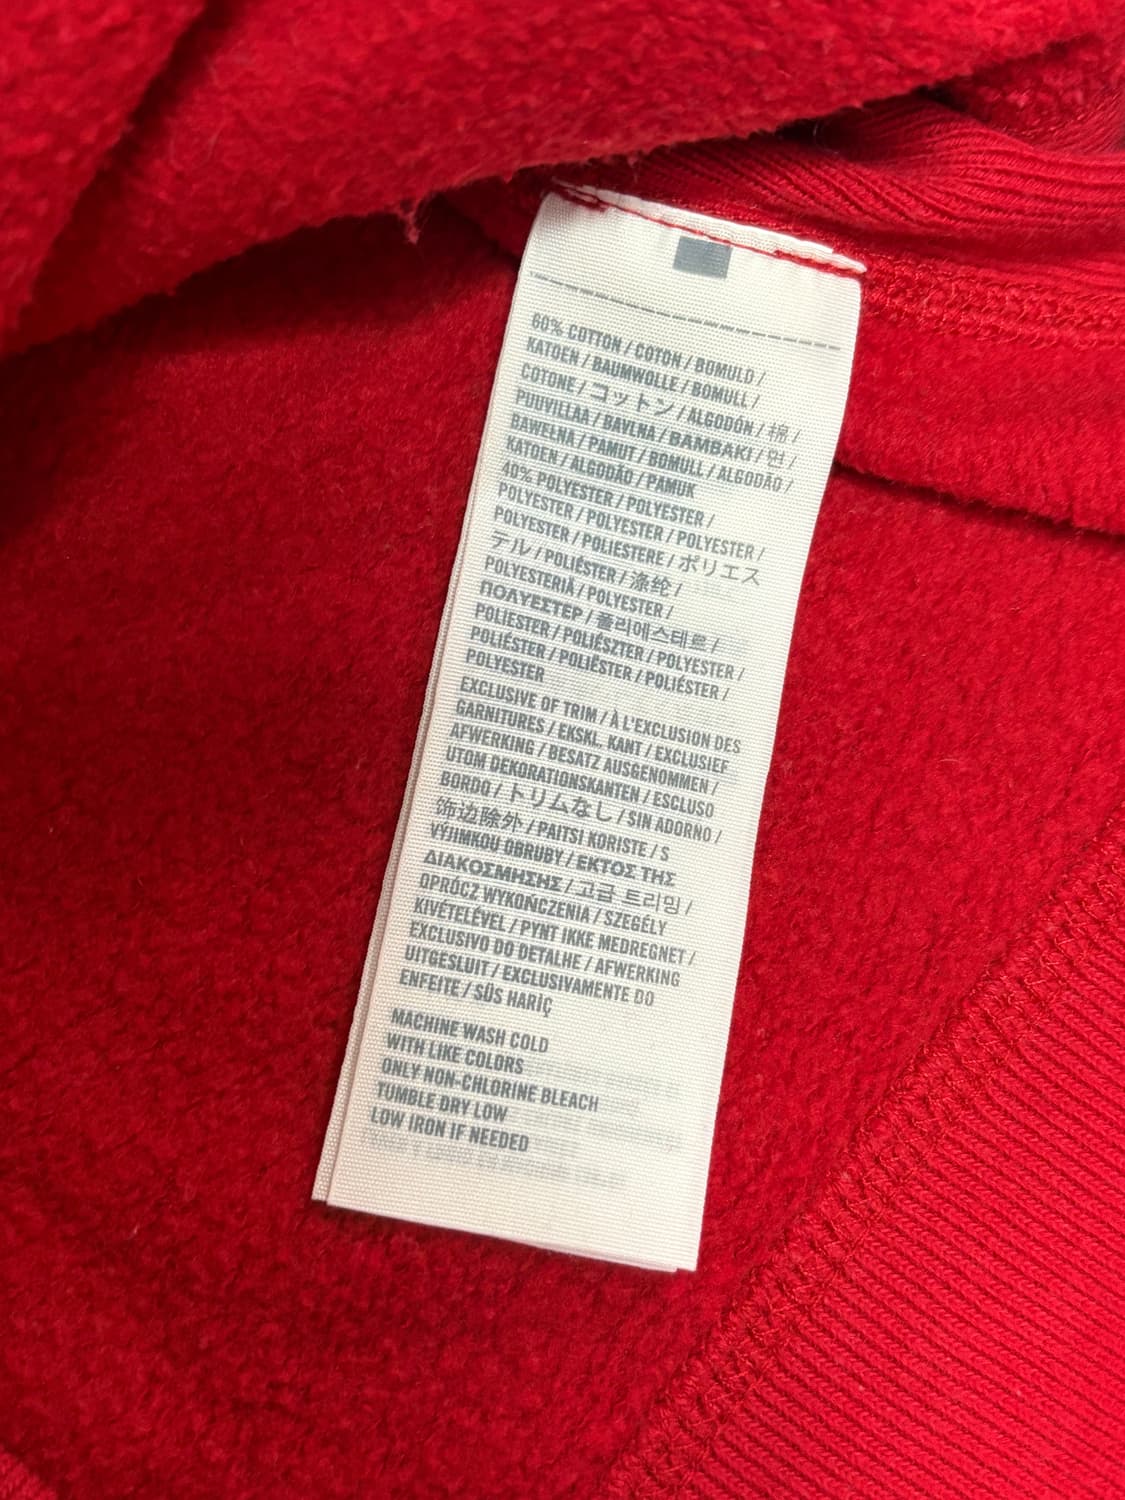 60% COTTON / COTON / BOMULD /
KATOEN / BAUMWOLLE / BOMULL /
COTONE / コットン / ALGODÓN / 棉 /
PUUVILLAA / BAVLNA / BAMBAKI / 면 /
BAWEŁNA / PAMUT / BOMULL / ALGODÃO /
KATOEN / ALGODÃO / PAMUK
40% POLYESTER / POLYESTER /
POLYESTER / POLYESTER / POLYESTER /
POLYESTER / POLIESTERE / ポリエス
テル / POLIÉSTER / 涤纶 /
POLYESTERIÄ / POLYESTER /
ΠΟΛΥΕΣΤΕΡ / 폴리에스테르 /
POLIESTER / POLIÉSZTER / POLYESTER /
POLIÉSTER / POLIËSTER / POLIÉSTER /
POLYESTER
EXCLUSIVE OF TRIM / À L'EXCLUSION DES
GARNITURES / EKSKL. KANT / EXCLUSIEF
AFWERKING / BESATZ AUSGENOMMEN /
UTOM DEKORATIONSKANTEN / ESCLUSO
BORDO / トリムなし / SIN ADORNO /
饰边除外 / PAITSI KORISTE / S
VÝJIMKOU OBRUBY / ΕΚΤΟΣ ΤΗΣ
ΔΙΑΚΟΣΜΗΣΗΣ / 고급 트리밍 /
OPRÓCZ WYKOŃCZENIA / SZEGÉLY
KIVÉTELÉVEL / PYNT IKKE MEDREGNET /
EXCLUSIVO DO DETALHE / AFWERKING
UITGESLUIT / EXCLUSIVAMENTE DO
ENFEITE / SÜS HARİÇ
MACHINE WASH COLD
WITH LIKE COLORS
ONLY NON-CHLORINE BLEACH
TUMBLE DRY LOW
LOW IRON IF NEEDED